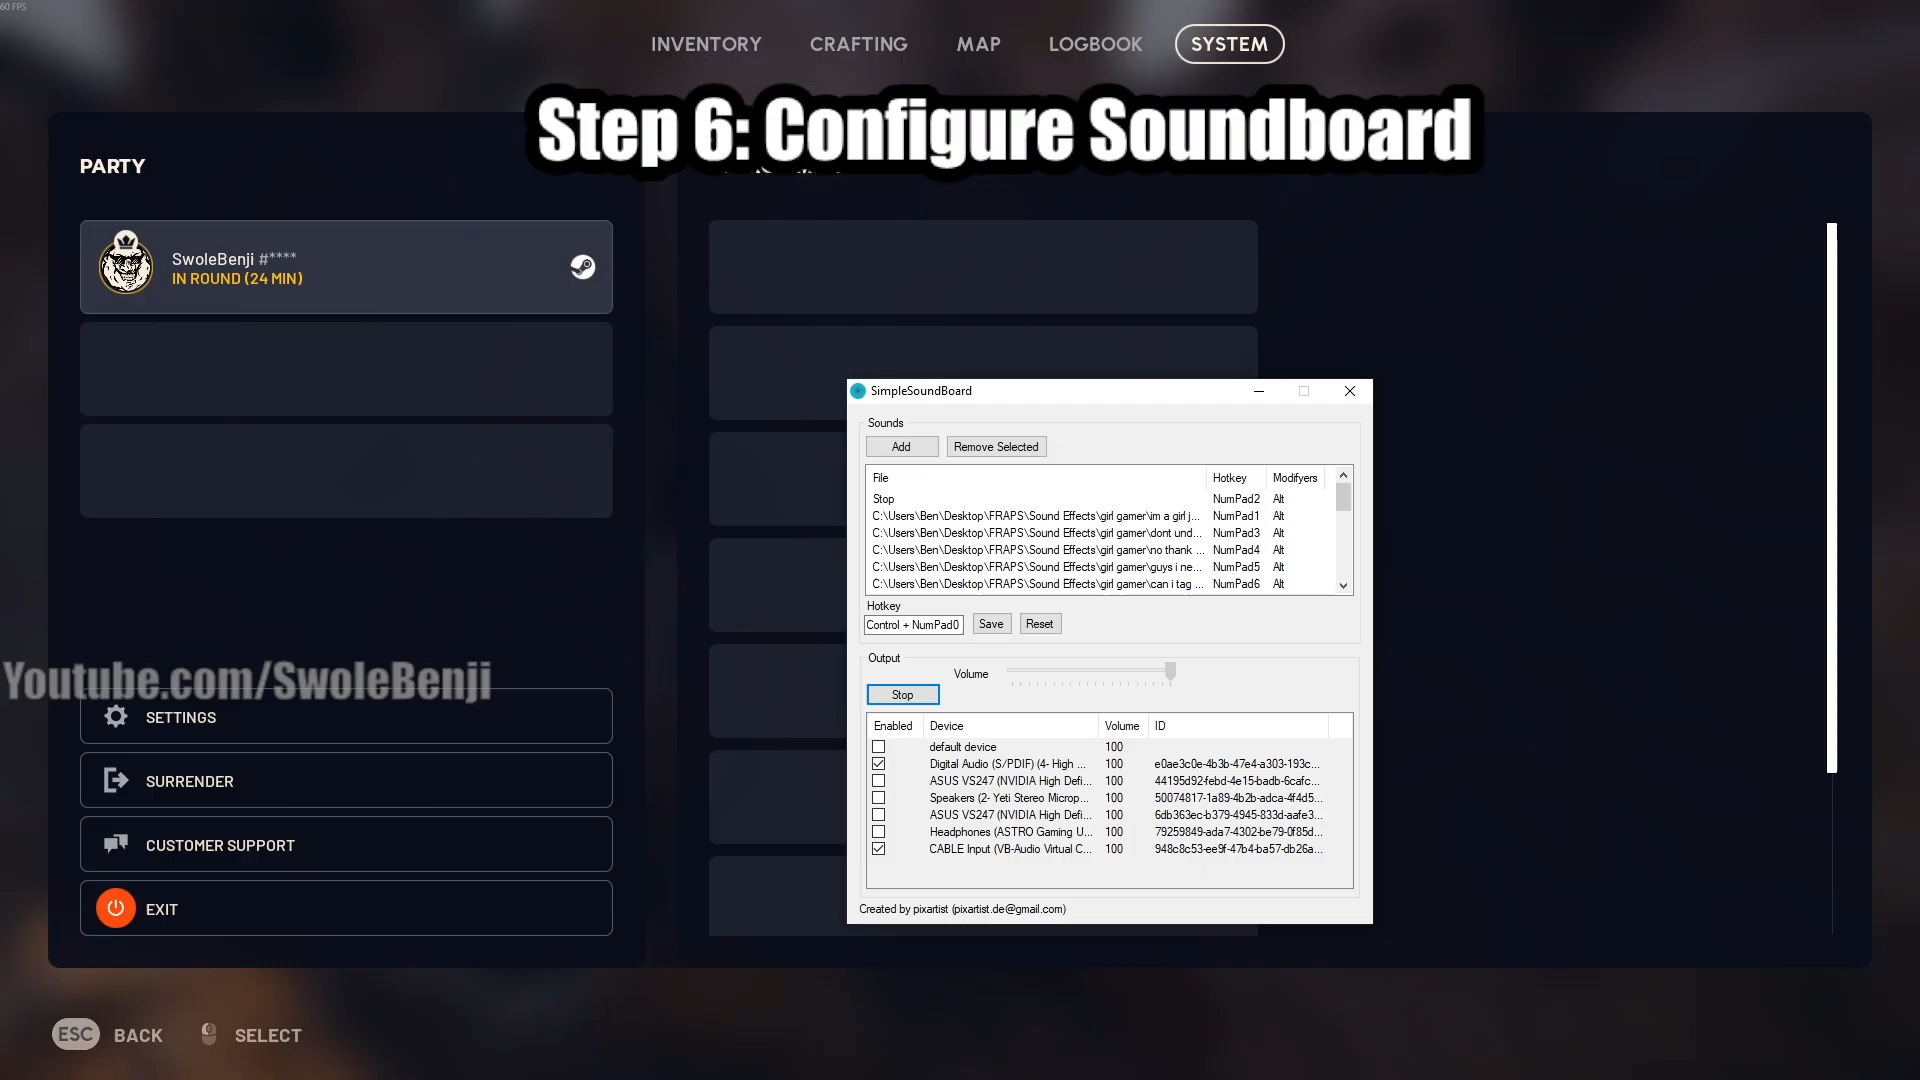 60 FPS
INVENTORY CRAFTING MAP LOGBOOK SYSTEM
Step 6: Configure Soundboard
PARTY
SwoleBenji #****
IN ROUND (24 MIN)
SimpleSoundBoard
Sounds
Add Remove Selected
File Hotkey Modifyers
Stop NumPad2 Alt
C:\Users\Ben\Desktop\FRAPS\Sound Effects\girl gamer\im a girl j... NumPad1 Alt
C:\Users\Ben\Desktop\FRAPS\Sound Effects\girl gamer\dont und... NumPad3 Alt
C:\Users\Ben\Desktop\FRAPS\Sound Effects\girl gamer\no thank ... NumPad4 Alt
C:\Users\Ben\Desktop\FRAPS\Sound Effects\girl gamer\guys i ne... NumPad5 Alt
C:\Users\Ben\Desktop\FRAPS\Sound Effects\girl gamer\can i tag ... NumPad6 Alt
Hotkey
Control + NumPad0 Save Reset
Output
Volume
Stop
Enabled Device Volume ID
default device 100
Digital Audio (S/PDIF) (4- High ... 100 e0ae3c0e-4b3b-47e4-a303-193c...
ASUS VS247 (NVIDIA High Defi... 100 44195d92-febd-4e15-badb-6cafc...
Speakers (2- Yeti Stereo Microp... 100 50074817-1a89-4b2b-adca-4f4d5...
ASUS VS247 (NVIDIA High Defi... 100 6db363ec-b379-4945-833d-aafe3...
Headphones (ASTRO Gaming U... 100 79259849-ada7-4302-be79-0f85d...
CABLE Input (VB-Audio Virtual C... 100 948c8c53-ee9f-47b4-ba57-db26a...
Created by pixartist (pixartist.de@gmail.com)
Youtube.com/SwoleBenji
SETTINGS
SURRENDER
CUSTOMER SUPPORT
EXIT
ESC BACK SELECT